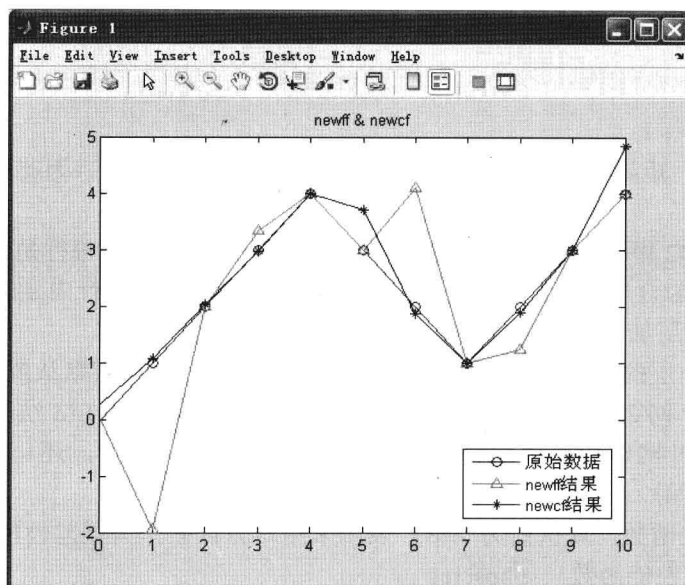 Figure 1
File Edit View Insert Tools Desktop Window Help
newff & newcf
5
4
3
2
1
0
-1
-2
0 1 2 3 4 5 6 7 8 9 10
原始数据
newff结果
newcf结果